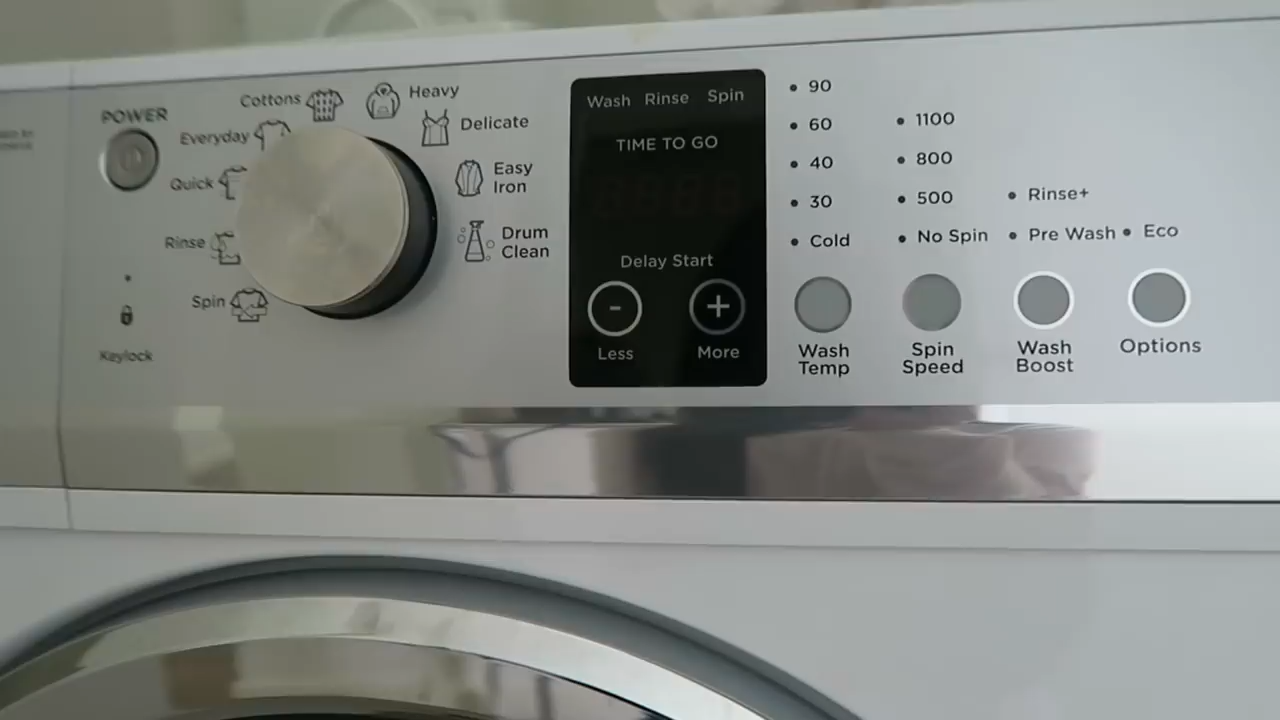 POWER
Cottons
Heavy
Everyday
Delicate
Quick
Easy
Iron
Rinse
Drum
Clean
Spin
Keylock
Wash Rinse Spin
TIME TO GO
Delay Start
- +
Less More
90
60
40
30
Cold
Wash
Temp
1100
800
500
No Spin
Spin
Speed
Rinse+
Pre Wash
Wash
Boost
Eco
Options